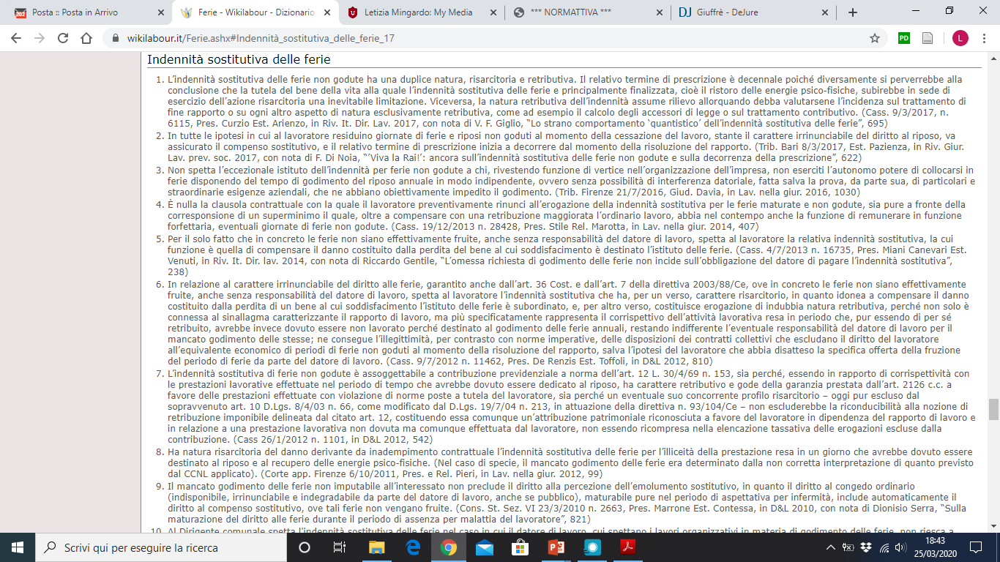 202
Posta :: Posta in Arrivo
Ferie - Wikilabour - Dizionario
Letizia Mingardo: My Media
*** NORMATTIVA ***
DJ Giuffrè - DeJure
wikilabour.it/Ferie.ashx#Indennità_sostitutiva_delle_ferie_17
PD
L
Indennità sostitutiva delle ferie
1. L'indennità sostitutiva delle ferie non godute ha una duplice natura, risarcitoria e retributiva. Il relativo termine di prescrizione è decennale poiché diversamente si perverrebbe alla
conclusione che la tutela del bene della vita alla quale l'indennità sostitutiva delle ferie e principalmente finalizzata, cioè il ristoro delle energie psico-fisiche, subirebbe in sede di
esercizio dell'azione risarcitoria una inevitabile limitazione. Viceversa, la natura retributiva dell'indennità assume rilievo allorquando debba valutarsene l'incidenza sul trattamento di
fine rapporto o su ogni altro aspetto di natura esclusivamente retributiva, come ad esempio il calcolo degli accessori di legge o sul trattamento contributivo. (Cass. 9/3/2017, n.
6115, Pres. Curzio Est. Arienzo, in Riv. It. Dir. Lav. 2017, con nota di V. F. Giglio, “Lo strano comportamento ‘quantistico’ dell'indennità sostitutiva delle ferie”, 695)
2. In tutte le ipotesi in cui al lavoratore residuino giornate di ferie e riposi non goduti al momento della cessazione del lavoro, stante il carattere irrinunciabile del diritto al riposo, va
assicurato il compenso sostitutivo, e il relativo termine di prescrizione inizia a decorrere dal momento della risoluzione del rapporto. (Trib. Bari 8/3/2017, Est. Pazienza, in Riv. Giur.
Lav. prev. soc. 2017, con nota di F. Di Noia, “‘Viva la Rai!’: ancora sull'indennità sostitutiva delle ferie non godute e sulla decorrenza della prescrizione”, 622)
3. Non spetta l'eccezionale istituto dell'indennità per ferie non godute a chi, rivestendo funzione di vertice nell'organizzazione dell'impresa, non eserciti l'autonomo potere di collocarsi in
ferie disponendo del tempo di godimento del riposo annuale in modo indipendente, ovvero senza possibilità di interferenza datoriale, fatta salva la prova, da parte sua, di particolari e
straordinarie esigenze aziendali, che ne abbiano obiettivamente impedito il godimento. (Trib. Firenze 21/7/2016, Giud. Davia, in Lav. nella giur. 2016, 1030)
4. È nulla la clausola contrattuale con la quale il lavoratore preventivamente rinunci all'erogazione della indennità sostitutiva per le ferie maturate e non godute, sia pure a fronte della
corresponsione di un superminimo il quale, oltre a compensare con una retribuzione maggiorata l'ordinario lavoro, abbia nel contempo anche la funzione di remunerare in funzione
forfettaria, eventuali giornate di ferie non godute. (Cass. 19/12/2013 n. 28428, Pres. Stile Rel. Marotta, in Lav. nella giur. 2014, 407)
5. Per il solo fatto che in concreto le ferie non siano effettivamente fruite, anche senza responsabilità del datore di lavoro, spetta al lavoratore la relativa indennità sostitutiva, la cui
funzione è quella di compensare il danno costituito dalla perdita del bene al cui soddisfacimento è destinato l'istituto delle ferie. (Cass. 4/7/2013 n. 16735, Pres. Miani Canevari Est.
Venuti, in Riv. It. Dir. lav. 2014, con nota di Riccardo Gentile, “L'omessa richiesta di godimento delle ferie non incide sull'obbligazione del datore di pagare l'indennità sostitutiva”,
238)
6. In relazione al carattere irrinunciabile del diritto alle ferie, garantito anche dall'art. 36 Cost. e dall'art. 7 della direttiva 2003/88/Ce, ove in concreto le ferie non siano effettivamente
fruite, anche senza responsabilità del datore di lavoro, spetta al lavoratore l'indennità sostitutiva che ha, per un verso, carattere risarcitorio, in quanto idonea a compensare il danno
costituito dalla perdita di un bene al cui soddisfacimento l'istituto delle ferie è subordinato, e, per altro verso, costituisce erogazione di indubbia natura retributiva, perché non solo è
connessa al sinallagma caratterizzante il rapporto di lavoro, ma più specificatamente rappresenta il corrispettivo dell'attività lavorativa resa in periodo che, pur essendo di per sé
retribuito, avrebbe invece dovuto essere non lavorato perché destinato al godimento delle ferie annuali, restando indifferente l'eventuale responsabilità del datore di lavoro per il
mancato godimento delle stesse; ne consegue l'illegittimità, per contrasto con norme imperative, delle disposizioni dei contratti collettivi che escludano il diritto del lavoratore
all'equivalente economico di periodi di ferie non goduti al momento della risoluzione del rapporto, salva l'ipotesi del lavoratore che abbia disatteso la specifica offerta della fruzione
del periodo di ferie da parte del datore di lavoro. (Cass. 9/7/2012 n. 11462, Pres. De Renzis Est. Toffoli, in D&L 2012, 810)
7. L'indennità sostitutiva di ferie non godute è assoggettabile a contribuzione previdenziale a norma dell'art. 12 L. 30/4/69 n. 153, sia perché, essendo in rapporto di corrispettività con
le prestazioni lavorative effettuate nel periodo di tempo che avrebbe dovuto essere dedicato al riposo, ha carattere retributivo e gode della garanzia prestata dall'art. 2126 c.c. a
favore delle prestazioni effettuate con violazione di norme poste a tutela del lavoratore, sia perché un eventuale suo concorrente profilo risarcitorio – oggi pur escluso dal
sopravvenuto art. 10 D.Lgs. 8/4/03 n. 66, come modificato dal D.Lgs. 19/7/04 n. 213, in attuazione della direttiva n. 93/104/Ce – non escluderebbe la riconducibilità alla nozione di
retribuzione imponibile delineata dal citato art. 12, costituendo essa comunque un'attribuzione patrimoniale riconosciuta a favore del lavoratore in dipendenza del rapporto di lavoro e
in relazione a una prestazione lavorativa non dovuta ma comunque effettuata dal lavoratore, non essendo ricompresa nella elencazione tassativa delle erogazioni escluse dalla
contribuzione. (Cass 26/1/2012 n. 1101, in D&L 2012, 542)
8. Ha natura risarcitoria del danno derivante da inadempimento contrattuale l'indennità sostitutiva delle ferie per l'illiceità della prestazione resa in un giorno che avrebbe dovuto essere
destinato al riposo e al recupero delle energie psico-fisiche. (Nel caso di specie, il mancato godimento delle ferie era determinato dalla non corretta interpretazione di quanto previsto
dal CCNL applicato). (Corte app. Firenze 6/10/2011, Pres. e Rel. Pieri, in Lav. nella giur. 2012, 99)
9. Il mancato godimento delle ferie non imputabile all'interessato non preclude il diritto alla percezione dell'emolumento sostitutivo, in quanto il diritto al congedo ordinario
(indisponibile, irrinunciabile e indegradabile da parte del datore di lavoro, anche se pubblico), maturabile pure nel periodo di aspettativa per infermità, include automaticamente il
diritto al compenso sostitutivo, ove tali ferie non vengano fruite. (Cons. St. Sez. VI 23/3/2010 n. 2663, Pres. Marrone Est. Contessa, in D&L 2010, con nota di Dionisio Serra, “Sulla
maturazione del diritto alle ferie durante il periodo di assenza per malattia del lavoratore”, 821)
10. Al Dirigente comunale spetta l'indennità sostitutiva delle ferie nel caso in cui il datore di lavoro, cui spettano i lavori organizzativi in materia di godimento delle ferie, non riesca a
Scrivi qui per eseguire la ricerca
18:43
25/03/2020